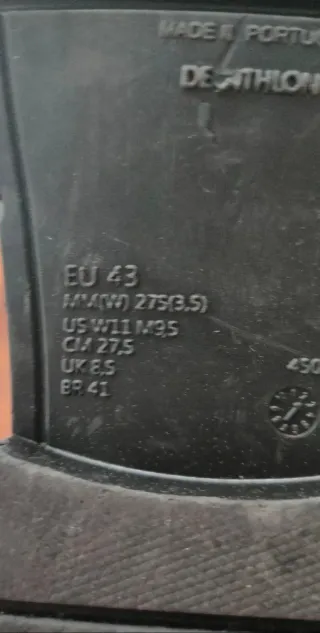 MADE IN PORTU
DECATHLON
EU 43
MM(W) 275(3,5)
US W11 M9,5
CM 27,5
UK 8,5
BR 41
450